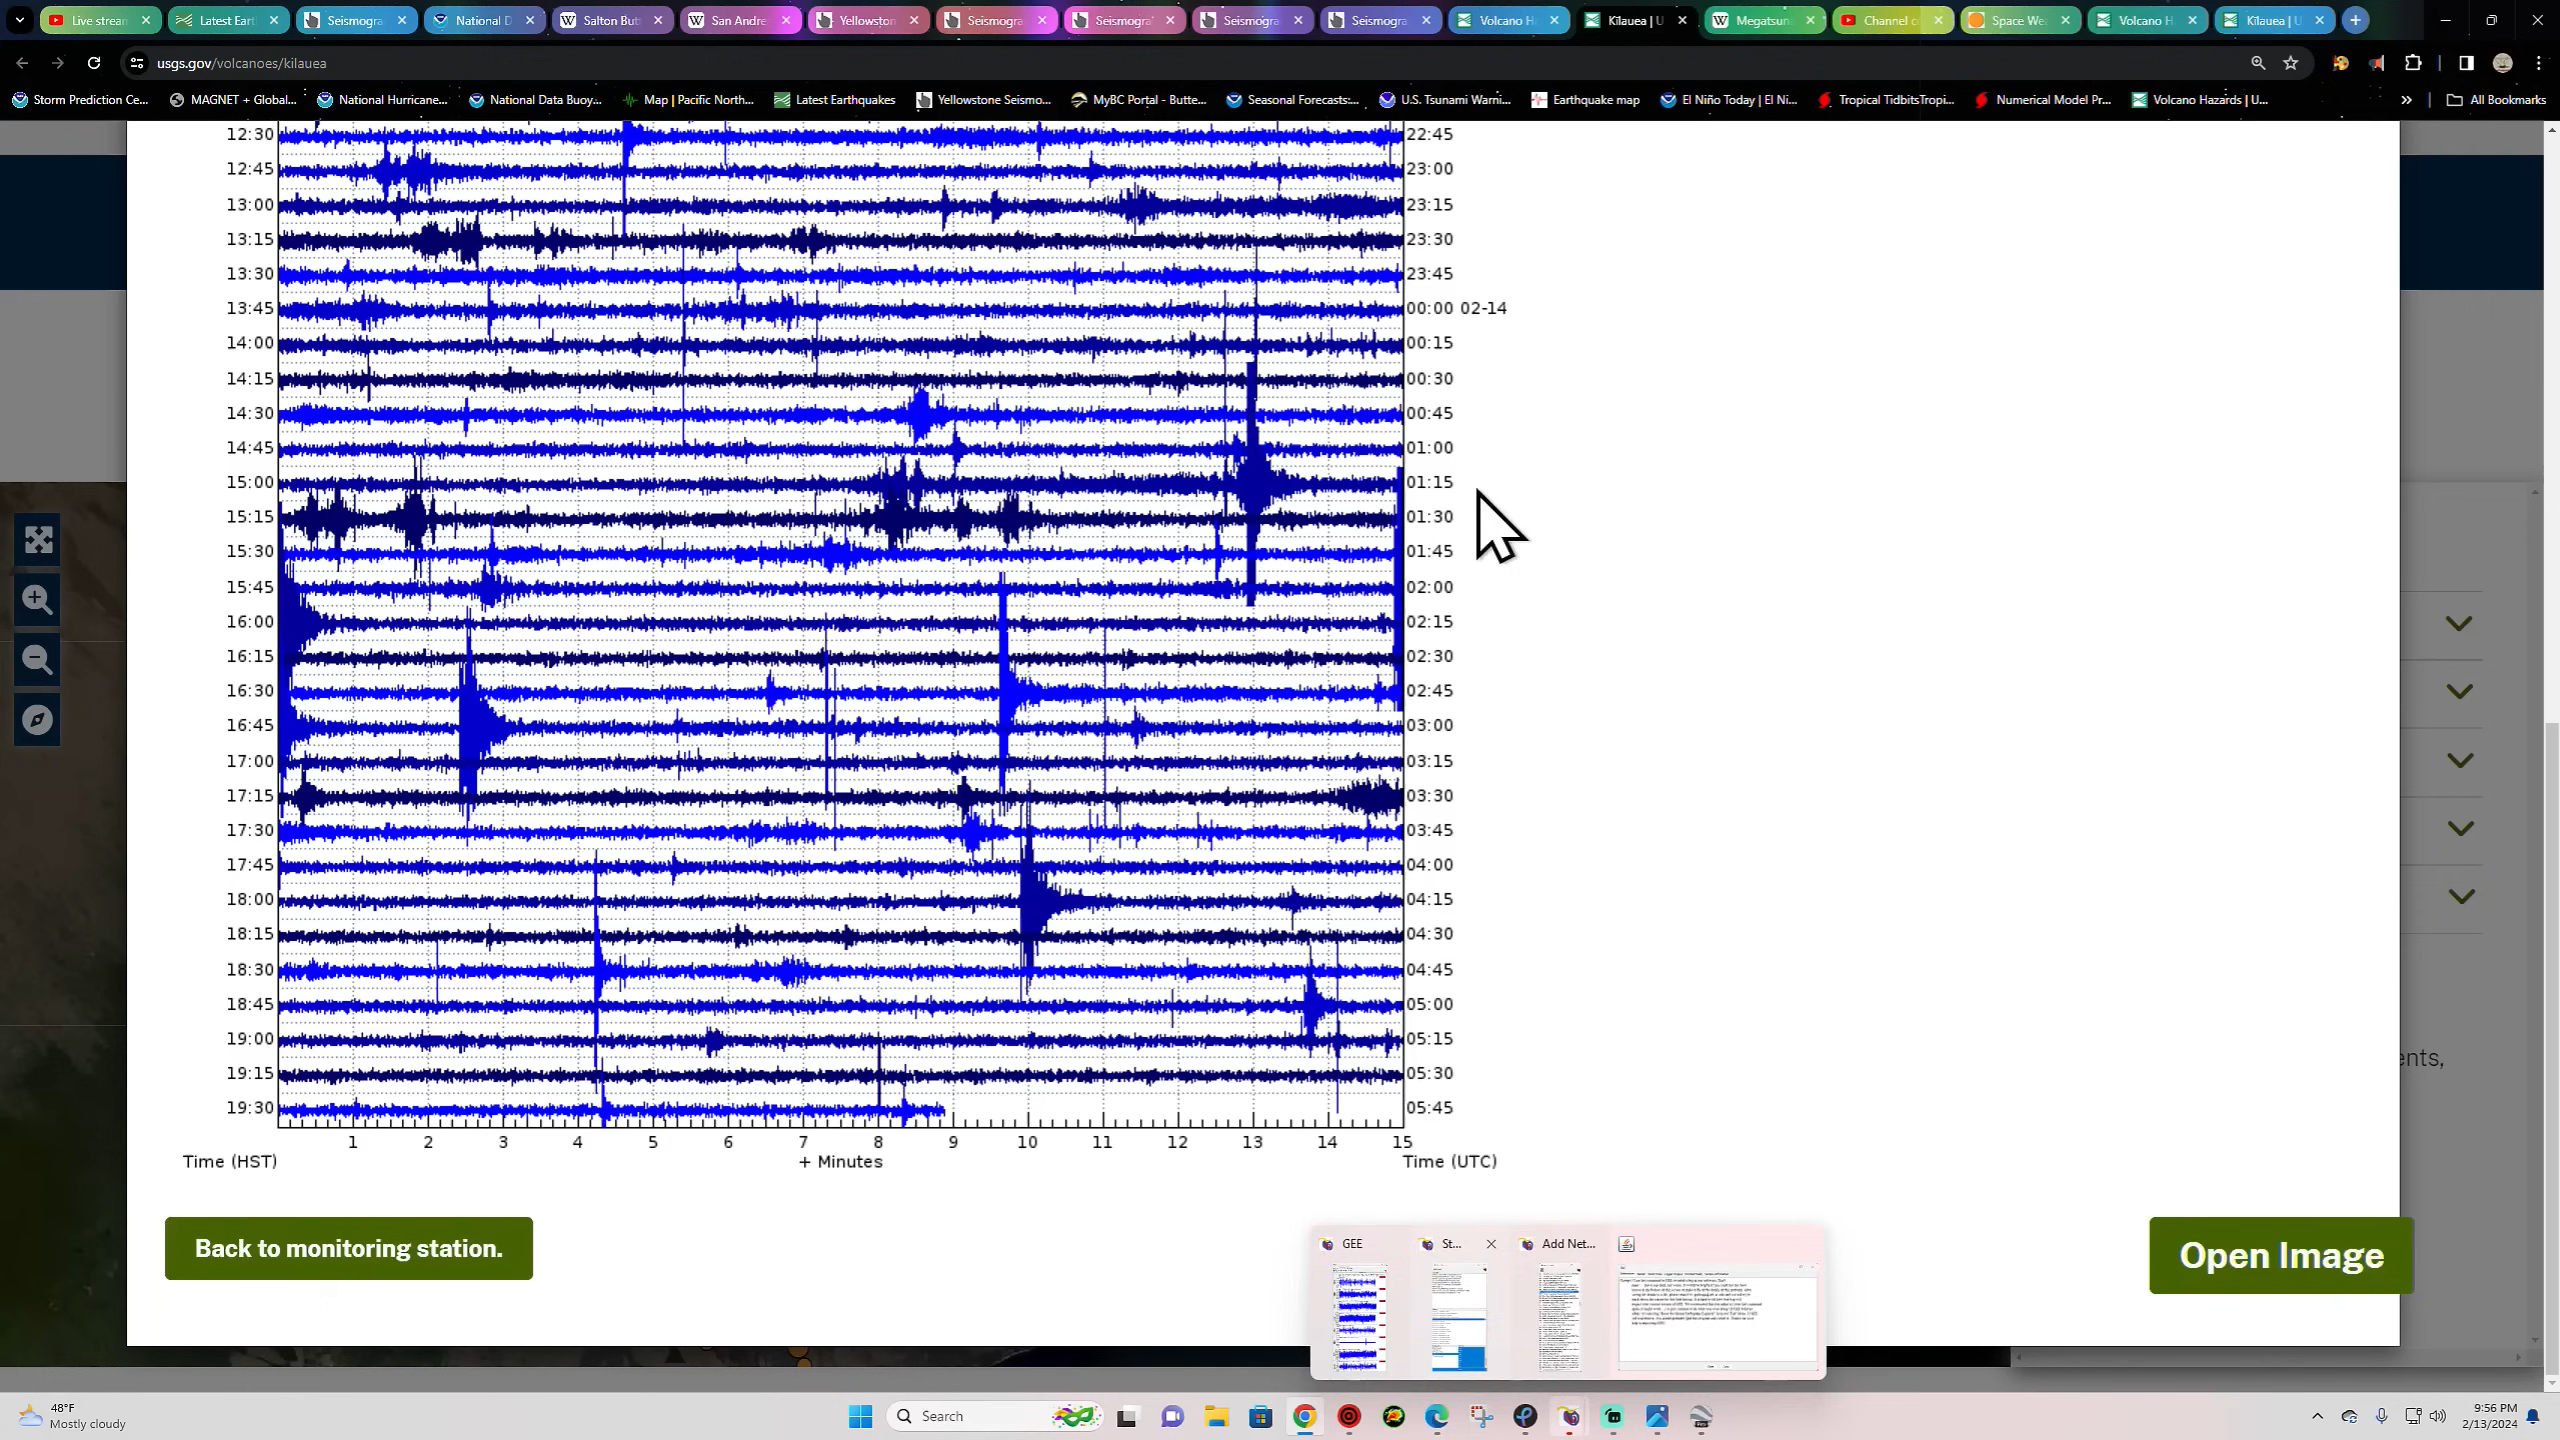 Live stream
Latest Eart
Seismogra
National D
Salton Butt
San Andre
Yellowston
Seismogra
Seismogra
Seismogra
Seismogra
Volcano H
Kīlauea | U
Megatsuna
Channel c
Space We
Volcano H
Kīlauea | U
usgs.gov/volcanoes/kilauea
Storm Prediction Ce...
MAGNET + Global...
National Hurricane...
National Data Buoy...
Map | Pacific North...
Latest Earthquakes
Yellowstone Seismo...
MyBC Portal - Butte...
Seasonal Forecasts:...
U.S. Tsunami Warni...
Earthquake map
El Niño Today | El Ni...
Tropical TidbitsTropi...
Numerical Model Pr...
Volcano Hazards | U...
All Bookmarks
12:30 22:45
12:45 23:00
13:00 23:15
13:15 23:30
13:30 23:45
13:45 00:00 02-14
14:00 00:15
14:15 00:30
14:30 00:45
14:45 01:00
15:00 01:15
15:15 01:30
15:30 01:45
15:45 02:00
16:00 02:15
16:15 02:30
16:30 02:45
16:45 03:00
17:00 03:15
17:15 03:30
17:30 03:45
17:45 04:00
18:00 04:15
18:15 04:30
18:30 04:45
18:45 05:00
19:00 05:15
ents,
19:15 05:30
19:30 05:45
1 2 3 4 5 6 7 8 9 10 11 12 13 14 15
Time (HST) + Minutes Time (UTC)
Back to monitoring station.
GEE
St...
Add Net...
Open Image
48°F
Mostly cloudy
Search
9:56 PM
2/13/2024